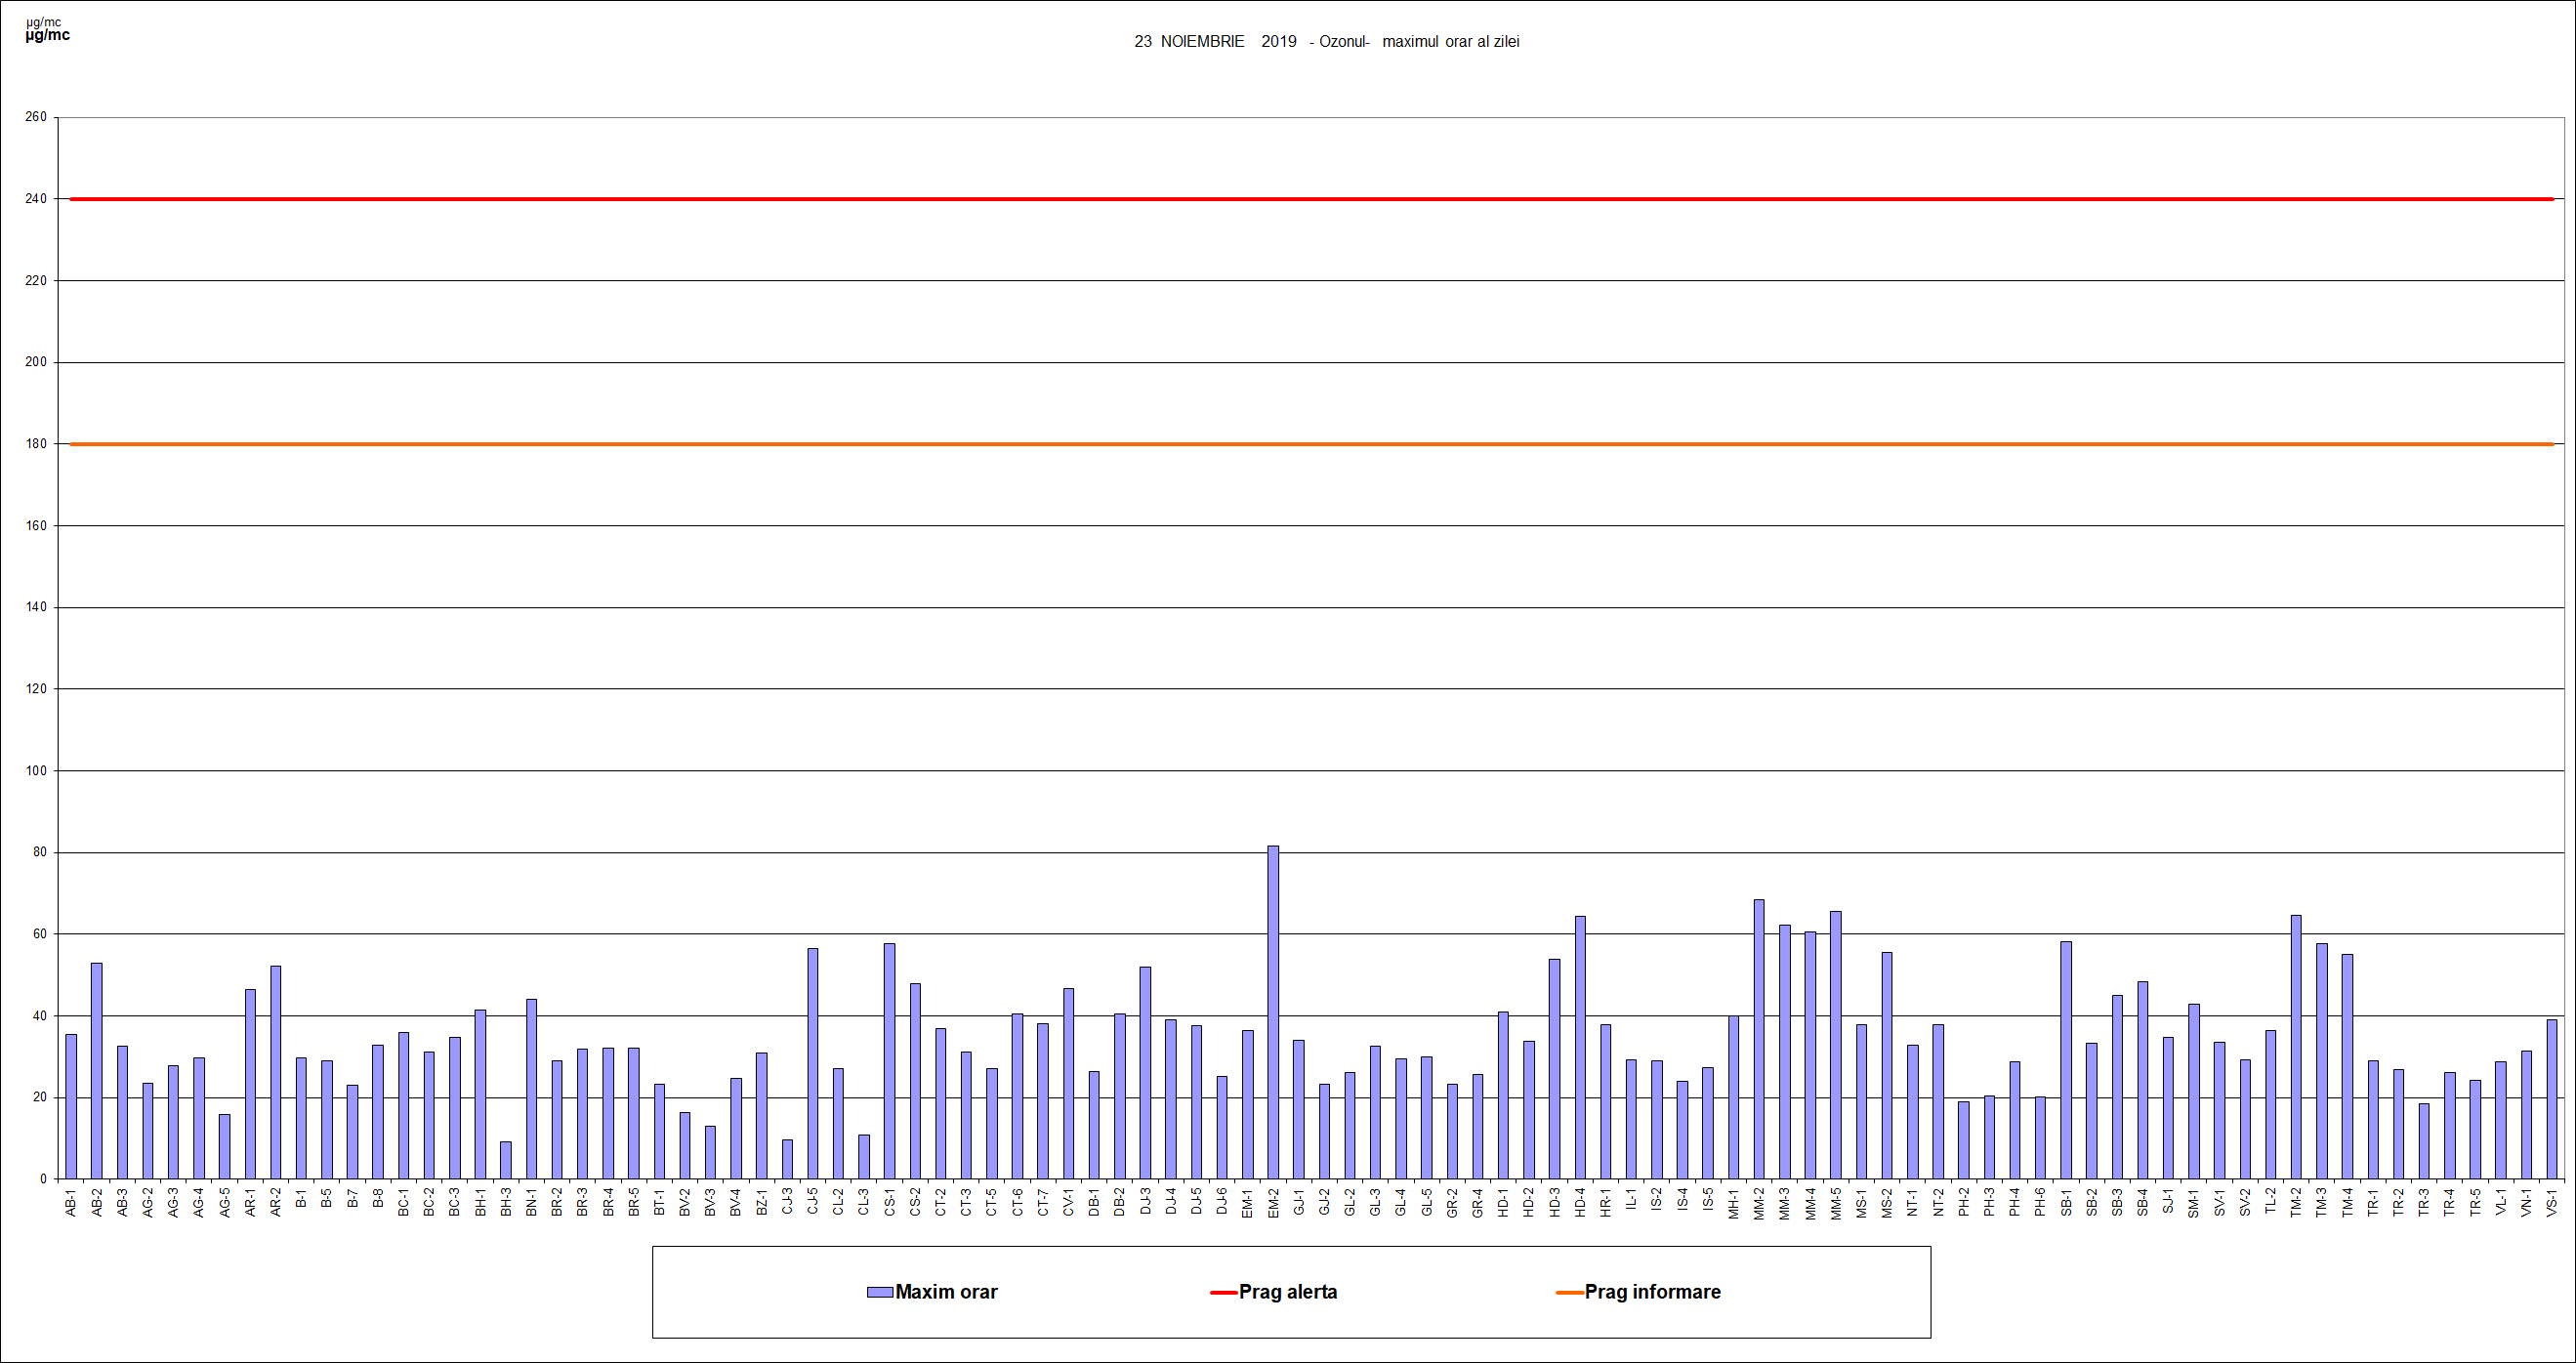 µg/mc
µg/mc
23 NOIEMBRIE 2019 - Ozonul- maximul orar al zilei
260
240
220
200
180
160
140
120
100
80
60
40
20
0
AB-1
AB-2
AB-3
AG-2
AG-3
AG-4
AG-5
AR-1
AR-2
B-1
B-5
B-7
B-8
BC-1
BC-2
BC-3
BH-1
BH-3
BN-1
BR-2
BR-3
BR-4
BR-5
BT-1
BV-2
BV-3
BV-4
BZ-1
CJ-3
CJ-5
CL-2
CL-3
CS-1
CS-2
CT-2
CT-3
CT-5
CT-6
CT-7
CV-1
DB-1
DB-2
DJ-3
DJ-4
DJ-5
DJ-6
EM-1
EM-2
GJ-1
GJ-2
GL-2
GL-3
GL-4
GL-5
GR-2
GR-4
HD-1
HD-2
HD-3
HD-4
HR-1
IL-1
IS-2
IS-4
IS-5
MH-1
MM-2
MM-3
MM-4
MM-5
MS-1
MS-2
NT-1
NT-2
PH-2
PH-3
PH-4
PH-6
SB-1
SB-2
SB-3
SB-4
SJ-1
SM-1
SV-1
SV-2
TL-2
TM-2
TM-3
TM-4
TR-1
TR-2
TR-3
TR-4
TR-5
VL-1
VN-1
VS-1
Maxim orar
Prag alerta
Prag informare